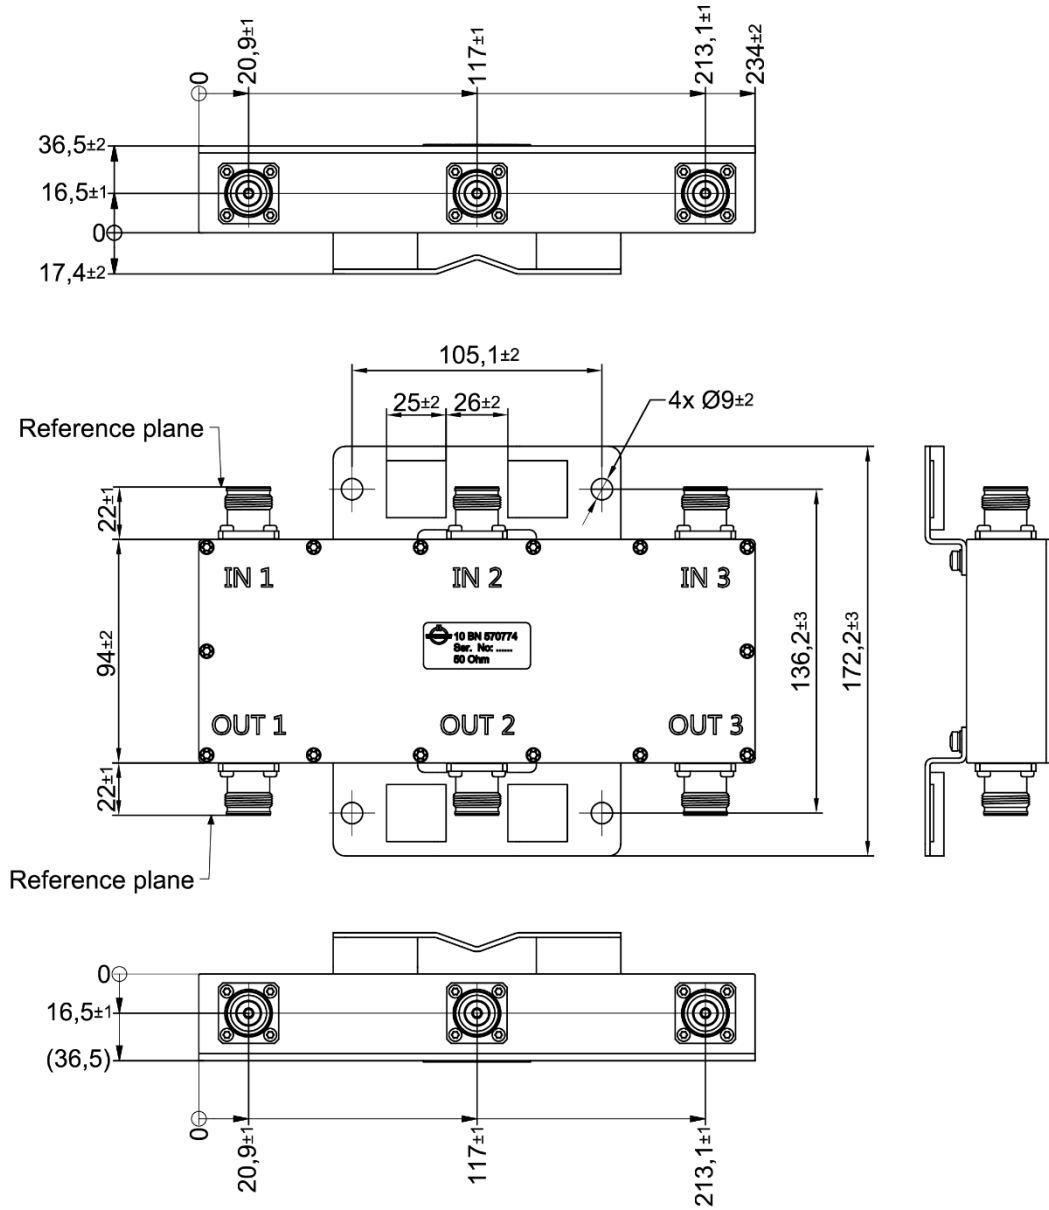 0
20,9±1
117±1
213,1±1
234±2
36,5±2
16,5±1
0
17,4±2
105,1±2
25±2
26±2
4x Ø9±2
Reference plane
22±1
IN 1
IN 2
IN 3
94±2
10 BN 570774
Ser. No: ......
50 Ohm
136,2±3
172,2±3
OUT 1
OUT 2
OUT 3
22±1
Reference plane
0
16,5±1
(36,5)
0
20,9±1
117±1
213,1±1